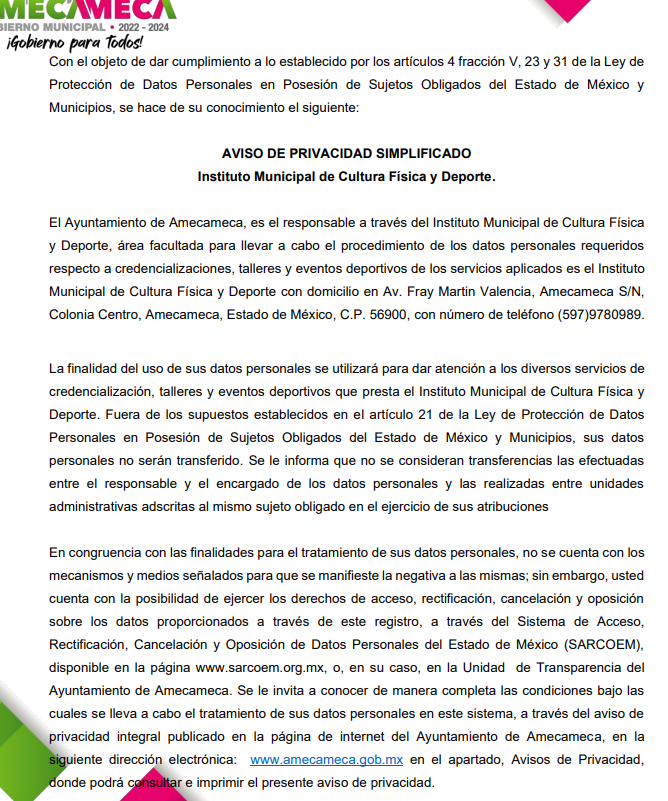 MECAMECA
BIERNO MUNICIPAL • 2022 - 2024
¡Gobierno para Todos!
Con el objeto de dar cumplimiento a lo establecido por los artículos 4 fracción V, 23 y 31 de la Ley de
Protección de Datos Personales en Posesión de Sujetos Obligados del Estado de México y
Municipios, se hace de su conocimiento el siguiente:
AVISO DE PRIVACIDAD SIMPLIFICADO
Instituto Municipal de Cultura Física y Deporte.
El Ayuntamiento de Amecameca, es el responsable a través del Instituto Municipal de Cultura Física
y Deporte, área facultada para llevar a cabo el procedimiento de los datos personales requeridos
respecto a credencializaciones, talleres y eventos deportivos de los servicios aplicados es el Instituto
Municipal de Cultura Física y Deporte con domicilio en Av. Fray Martin Valencia, Amecameca S/N,
Colonia Centro, Amecameca, Estado de México, C.P. 56900, con número de teléfono (597)9780989.
La finalidad del uso de sus datos personales se utilizará para dar atención a los diversos servicios de
credencialización, talleres y eventos deportivos que presta el Instituto Municipal de Cultura Física y
Deporte. Fuera de los supuestos establecidos en el artículo 21 de la Ley de Protección de Datos
Personales en Posesión de Sujetos Obligados del Estado de México y Municipios, sus datos
personales no serán transferido. Se le informa que no se consideran transferencias las efectuadas
entre el responsable y el encargado de los datos personales y las realizadas entre unidades
administrativas adscritas al mismo sujeto obligado en el ejercicio de sus atribuciones
En congruencia con las finalidades para el tratamiento de sus datos personales, no se cuenta con los
mecanismos y medios señalados para que se manifieste la negativa a las mismas; sin embargo, usted
cuenta con la posibilidad de ejercer los derechos de acceso, rectificación, cancelación y oposición
sobre los datos proporcionados a través de este registro, a través del Sistema de Acceso,
Rectificación, Cancelación y Oposición de Datos Personales del Estado de México (SARCOEM),
disponible en la página www.sarcoem.org.mx, o, en su caso, en la Unidad de Transparencia del
Ayuntamiento de Amecameca. Se le invita a conocer de manera completa las condiciones bajo las
cuales se lleva a cabo el tratamiento de sus datos personales en este sistema, a través del aviso de
privacidad integral publicado en la página de internet del Ayuntamiento de Amecameca, en la
siguiente dirección electrónica: www.amecameca.gob.mx en el apartado, Avisos de Privacidad,
donde podrá consultar e imprimir el presente aviso de privacidad.